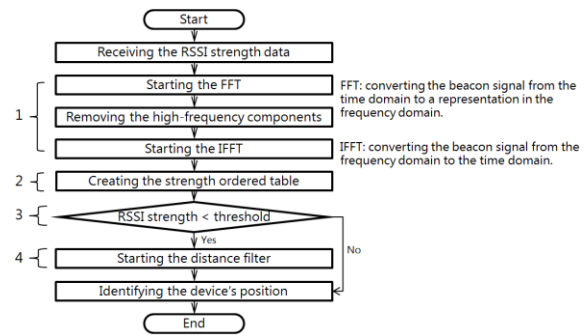 Start
Receiving the RSSI strength data
1
Starting the FFT
FFT: converting the beacon signal from the
time domain to a representation in the
frequency domain.
Removing the high-frequency components
Starting the IFFT
IFFT: converting the beacon signal from the
frequency domain to the time domain.
2
Creating the strength ordered table
3
RSSI strength < threshold
Yes
No
4
Starting the distance filter
Identifying the device's position
End